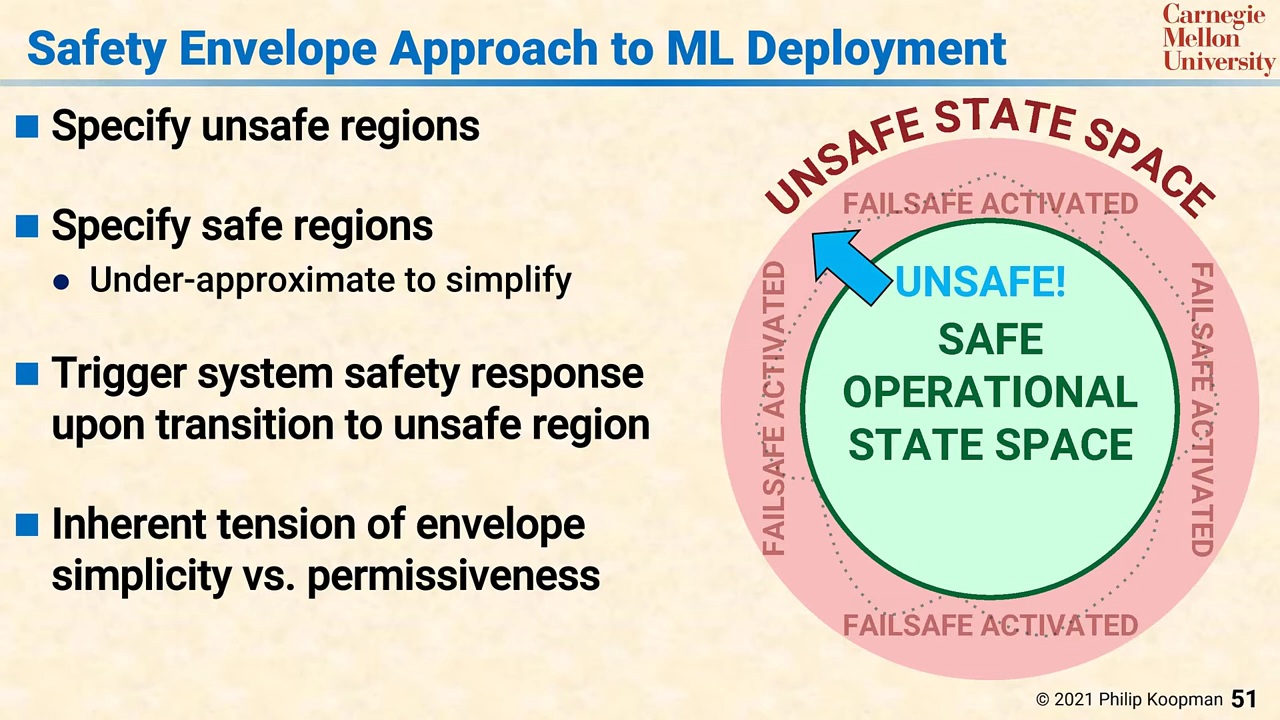 Safety Envelope Approach to ML Deployment
Carnegie
Mellon
University
Specify unsafe regions
Specify safe regions
Under-approximate to simplify
Trigger system safety response
upon transition to unsafe region
Inherent tension of envelope
simplicity vs. permissiveness
UNSAFE STATE SPACE
FAILSAFE ACTIVATED
FAILSAFE ACTIVATED
UNSAFE!
SAFE
OPERATIONAL
STATE SPACE
FAILSAFE ACTIVATED
FAILSAFE ACTIVATED
© 2021 Philip Koopman 51